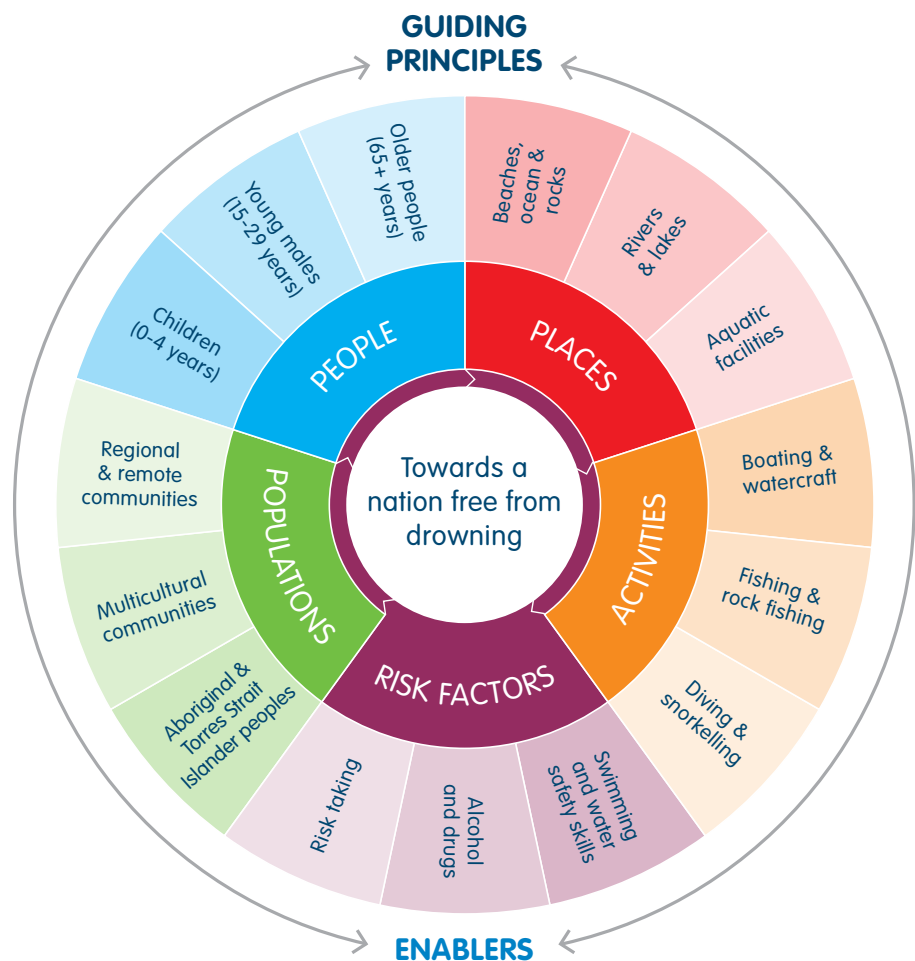 GUIDING
PRINCIPLES
Older people
(65+ years)
Young males
(15-29 years)
Children
(0-4 years)
PEOPLE
Beaches,
ocean &
rocks
Rivers
& lakes
Aquatic
facilities
PLACES
Boating &
watercraft
Fishing &
rock fishing
Diving &
snorkelling
ACTIVITIES
Swimming
and water
safety skills
Alcohol
and drugs
Risk taking
RISK FACTORS
Aboriginal &
Torres Strait
Islander peoples
Multicultural
communities
Regional
& remote
communities
POPULATIONS
Towards a
nation free from
drowning
ENABLERS